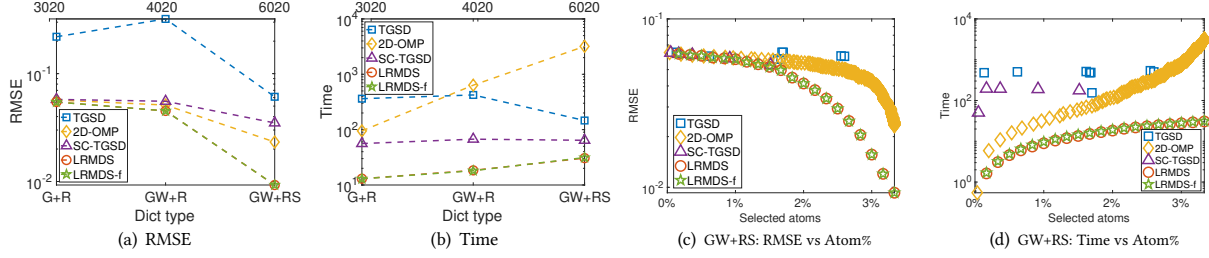 3020 4020 6020
RMSE
10^-1
10^-2
TGSD
2D-OMP
SC-TGSD
LRMDS
LRMDS-f
G+R GW+R GW+RS
Dict type
(a) RMSE
3020 4020 6020
Time
10^4
10^3
10^2
10^1
TGSD
2D-OMP
SC-TGSD
LRMDS
LRMDS-f
G+R GW+R GW+RS
Dict type
(b) Time
RMSE
10^-1
10^-2
TGSD
2D-OMP
SC-TGSD
LRMDS
LRMDS-f
0 1% 2% 3%
Selected atoms
(c) GW+RS: RMSE vs Atom%
Time
10^4
10^2
10^0
TGSD
2D-OMP
SC-TGSD
LRMDS
LRMDS-f
0 1% 2% 3%
Selected atoms
(d) GW+RS: Time vs Atom%